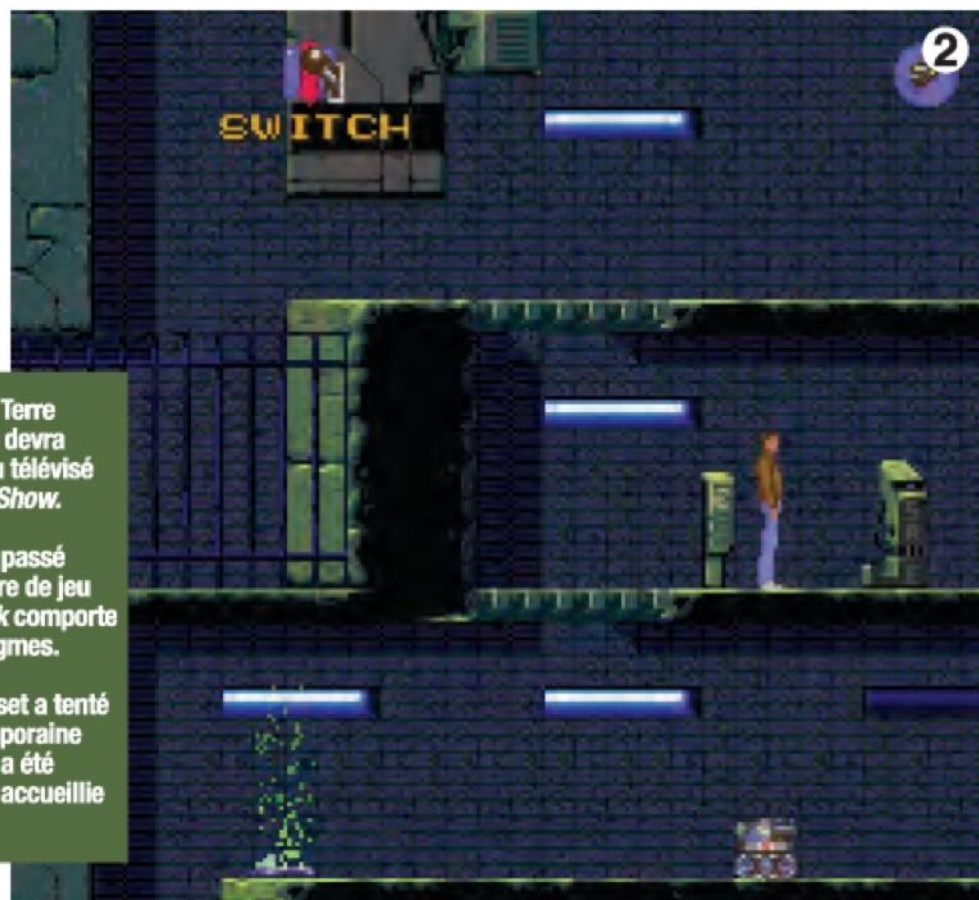 2
SWITCH
Terre
devra
télévisé
Show.
passé
re de jeu
k comporte
gmes.
set a tenté
poraine
a été
accueillie